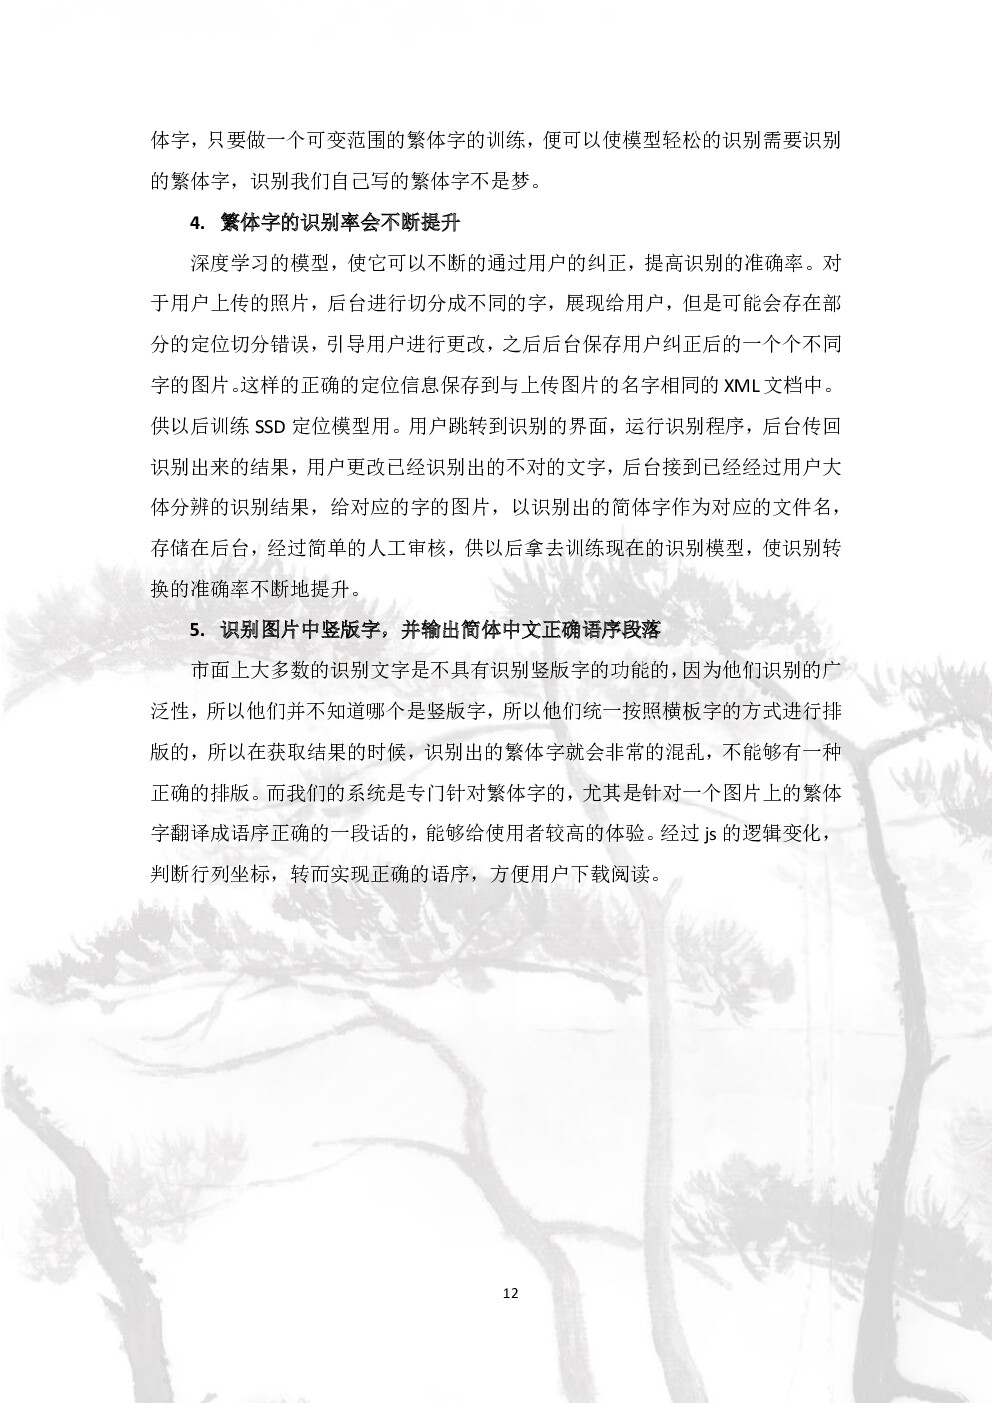 体字，只要做一个可变范围的繁体字的训练，便可以使模型轻松的识别需要识别
的繁体字，识别我们自己写的繁体字不是梦。
4. 繁体字的识别率会不断提升
深度学习的模型，使它可以不断的通过用户的纠正，提高识别的准确率。对
于用户上传的照片，后台进行切分成不同的字，展现给用户，但是可能会存在部
分的定位切分错误，引导用户进行更改，之后后台保存用户纠正后的一个个不同
字的图片。这样的正确的定位信息保存到与上传图片的名字相同的 XML 文档中。
供以后训练 SSD 定位模型用。用户跳转到识别的界面，运行识别程序，后台传回
识别出来的结果，用户更改已经识别出的不对的文字，后台接到已经经过用户大
体分辨的识别结果，给对应的字的图片，以识别出的简体字作为对应的文件名，
存储在后台，经过简单的人工审核，供以后拿去训练现在的识别模型，使识别转
换的准确率不断地提升。
5. 识别图片中竖版字，并输出简体中文正确语序段落
市面上大多数的识别文字是不具有识别竖版字的功能的，因为他们识别的广
泛性，所以他们并不知道哪个是竖版字，所以他们统一按照横板字的方式进行排
版的，所以在获取结果的时候，识别出的繁体字就会非常的混乱，不能够有一种
正确的排版。而我们的系统是专门针对繁体字的，尤其是针对一个图片上的繁体
字翻译成语序正确的一段话的，能够给使用者较高的体验。经过 js 的逻辑变化，
判断行列坐标，转而实现正确的语序，方便用户下载阅读。
12